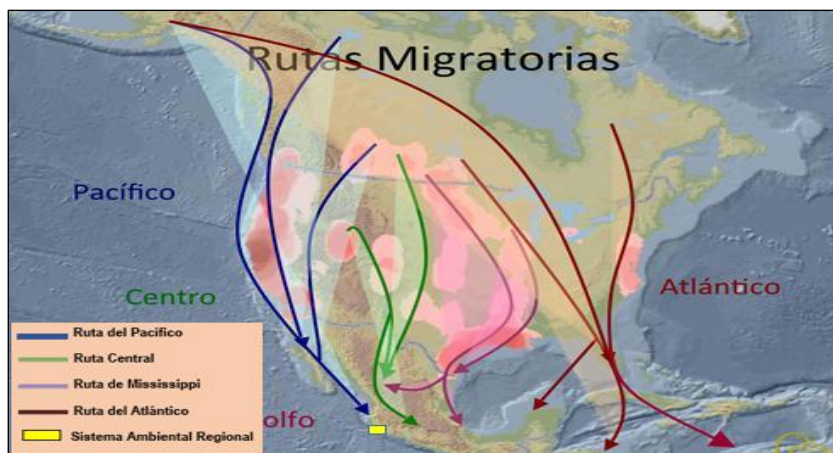 Rutas Migratorias
Pacífico
Centro
Atlántico
Ruta del Pacífico
Ruta Central
Ruta de Mississippi
Ruta del Atlántico
Sistema Ambiental Regional
olfo